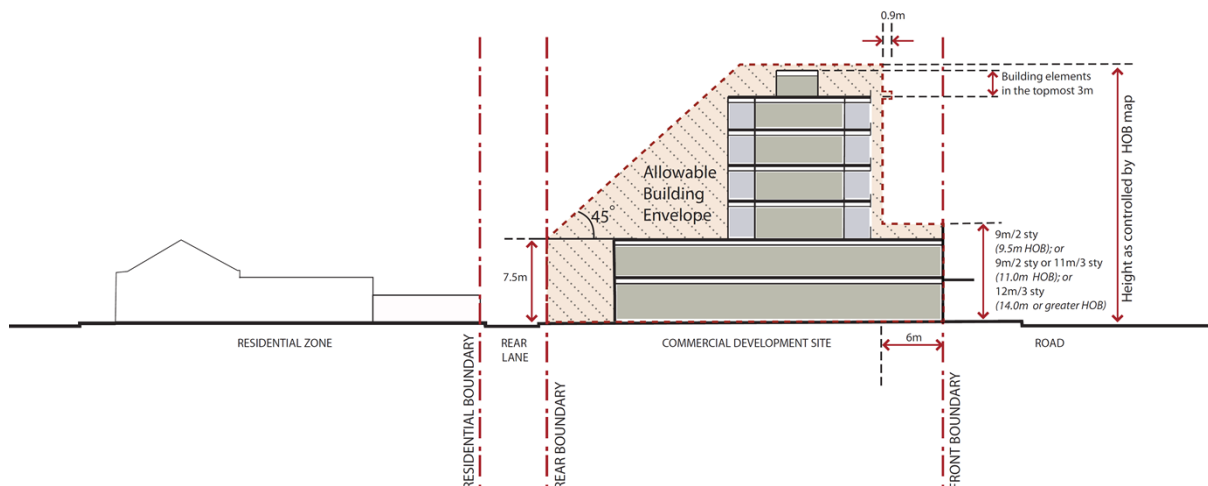 0.9m
Building elements
in the topmost 3m
Height as controlled by HOB map
Allowable
Building
Envelope
45°
7.5m
9m/2 sty
(9.5m HOB); or
9m/2 sty or 11m/3 sty
(11.0m HOB); or
12m/3 sty
(14.0m or greater HOB)
RESIDENTIAL ZONE
REAR
LANE
COMMERCIAL DEVELOPMENT SITE
6m
ROAD
RESIDENTIAL BOUNDARY
REAR BOUNDARY
FRONT BOUNDARY